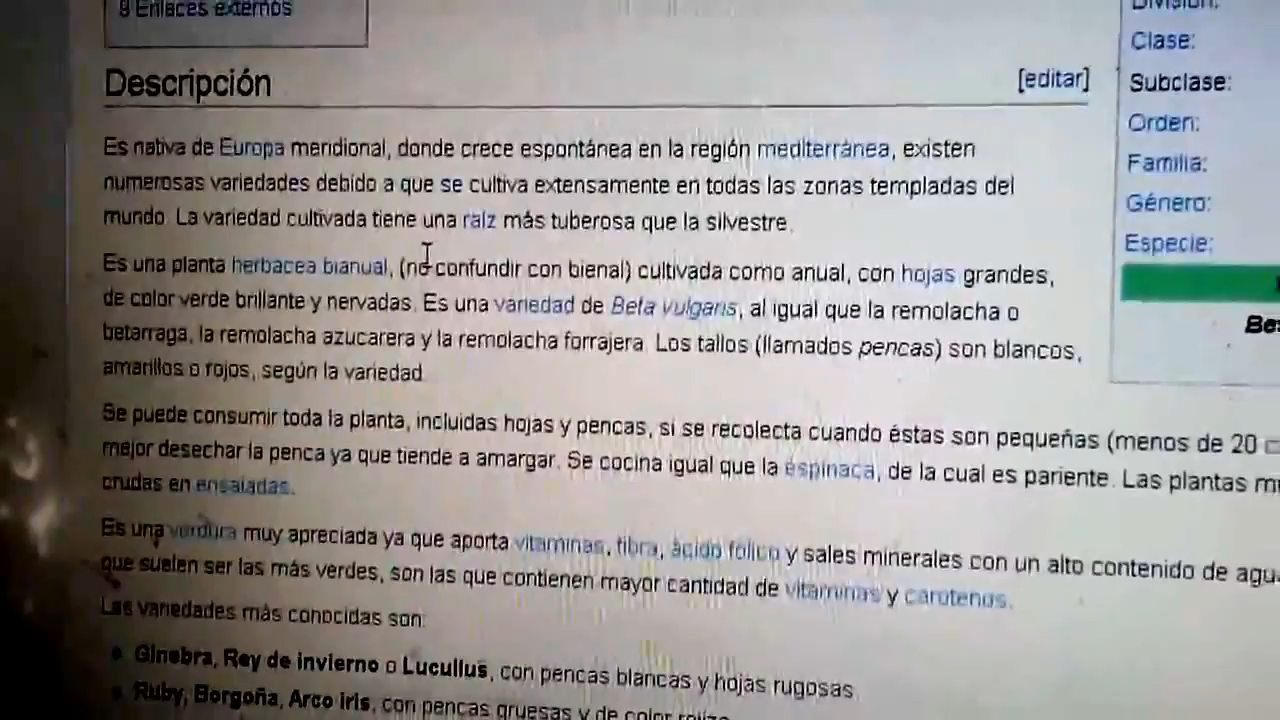 9 Enlaces externos
Descripción
[editar]
Es nativa de Europa meridional, donde crece espontánea en la región mediterránea, existen
numerosas variedades debido a que se cultiva extensamente en todas las zonas templadas del
mundo. La variedad cultivada tiene una raíz más tuberosa que la silvestre.
Es una planta herbácea bianual, (no confundir con bienal) cultivada como anual, con hojas grandes,
de color verde brillante y nervadas. Es una variedad de Beta vulgaris, al igual que la remolacha o
betarraga, la remolacha azucarera y la remolacha forrajera. Los tallos (llamados pencas) son blancos,
amarillos o rojos, según la variedad.
Se puede consumir toda la planta, incluidas hojas y pencas, si se recolecta cuando éstas son pequeñas (menos de 20
mejor desechar la penca ya que tiende a amargar. Se cocina igual que la espinaca, de la cual es pariente. Las plantas
crudas en ensaladas.
Es una verdura muy apreciada ya que aporta vitaminas, fibra, ácido fólico y sales minerales con un alto contenido de
que suelen ser las más verdes, son las que contienen mayor cantidad de vitaminas y carotenos.
Las variedades más conocidas son:
Ginebra, Rey de invierno o Lucullus, con pencas blancas y hojas rugosas
Ruby, Borgoña, Arco iris, con pencas gruesas y de color rojizo
División:
Clase:
Subclase:
Orden:
Familia:
Género:
Especie: